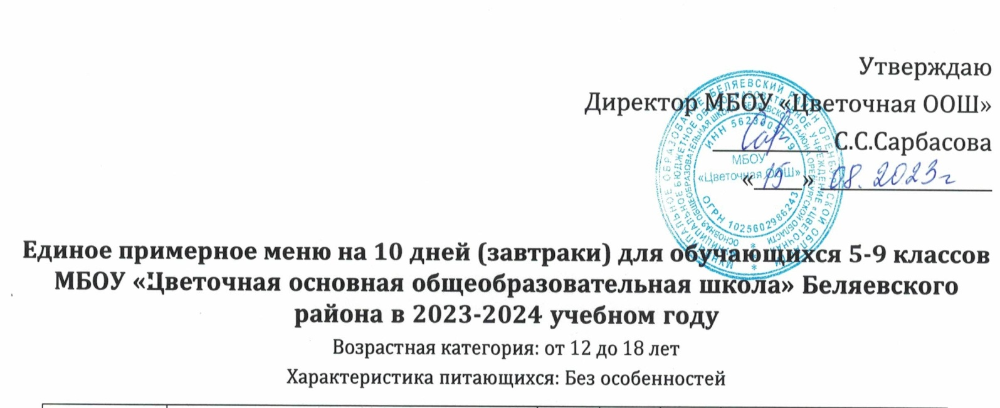 Утверждаю
Директор МБОУ «Цветочная ООШ»
С.С.Сарбасова
«15» 08. 2023г
ИНН
МБОУ
«Цветочная ООШ»
ОГРН 1025602986243
Единое примерное меню на 10 дней (завтраки) для обучающихся 5-9 классов
МБОУ «Цветочная основная общеобразовательная школа» Беляевского
района в 2023-2024 учебном году
Возрастная категория: от 12 до 18 лет
Характеристика питающихся: Без особенностей